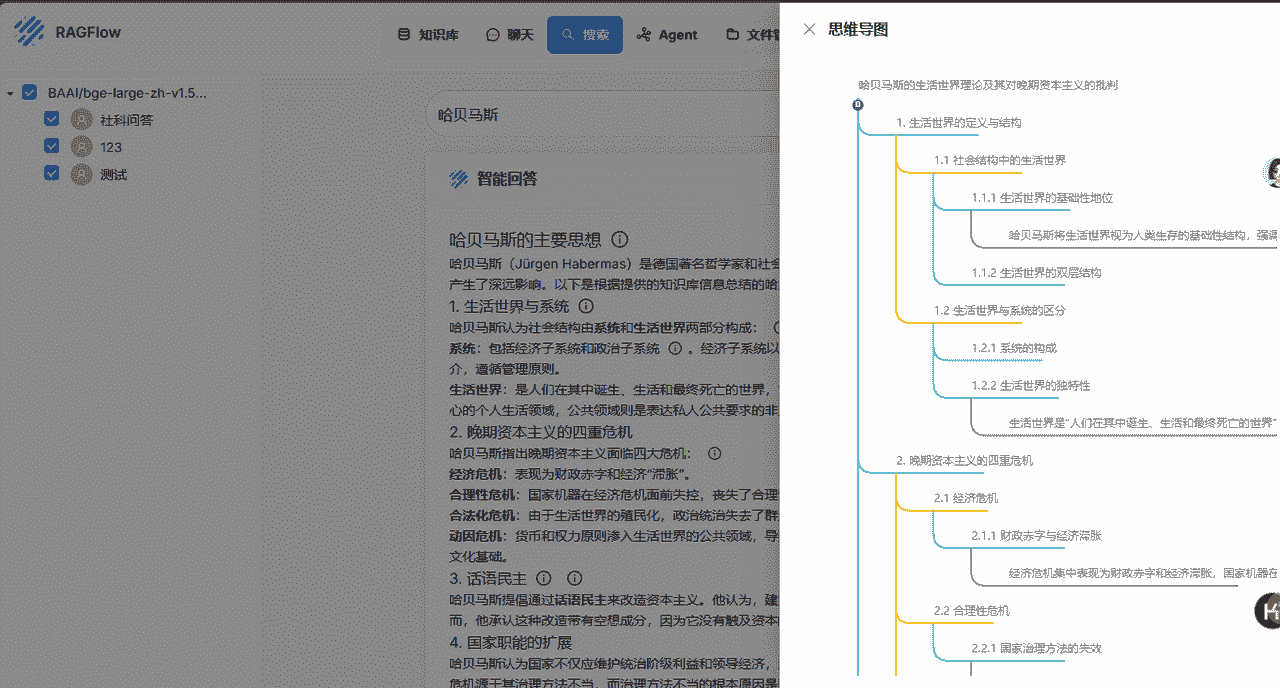 RAGFlow
知识库
聊天
搜索
Agent
文件管
BAAI/bge-large-zh-v1.5...
社科问答
123
测试
哈贝马斯
智能回答
哈贝马斯的主要思想
哈贝马斯（Jürgen Habermas）是德国著名哲学家和社会
产生了深远影响。以下是根据提供的知识库信息总结的哈
1. 生活世界与系统
哈贝马斯认为社会结构由系统和生活世界两部分构成：
系统：包括经济子系统和政治子系统 。经济子系统以
介，遵循管理原则。
生活世界：是人们在其中诞生、生活和最终死亡的世界，
心的个人生活领域，公共领域则是表达私人公共要求的非
2. 晚期资本主义的四重危机
哈贝马斯指出晚期资本主义面临四大危机：
经济危机：表现为财政赤字和经济“滞胀”。
合理性危机：国家机器在经济危机面前失控，丧失了合理
合法化危机：由于生活世界的殖民化，政治统治失去了群
动因危机：货币和权力原则渗入生活世界的公共领域，导
文化基础。
3. 话语民主
哈贝马斯提倡通过话语民主来改造资本主义。他认为，建
而，他承认这种改造带有空想成分，因为它没有触及资本
4. 国家职能的扩展
哈贝马斯认为国家不仅应维护统治阶级利益和领导经济，
危机源于其治理方法不当，而治理方法不当的根本原因是
思维导图
哈贝马斯的生活世界理论及其对晚期资本主义的批判
1. 生活世界的定义与结构
1.1 社会结构中的生活世界
1.1.1 生活世界的基础性地位
哈贝马斯将生活世界视为人类生存的基础性结构，强调
1.1.2 生活世界的双层结构
1.2 生活世界与系统的区分
1.2.1 系统的构成
1.2.2 生活世界的独特性
生活世界是“人们在其中诞生、生活和最终死亡的世界”
2. 晚期资本主义的四重危机
2.1 经济危机
2.1.1 财政赤字与经济滞胀
经济危机集中表现为财政赤字和经济滞胀，国家机器在
2.2 合理性危机
2.2.1 国家治理方法的失效